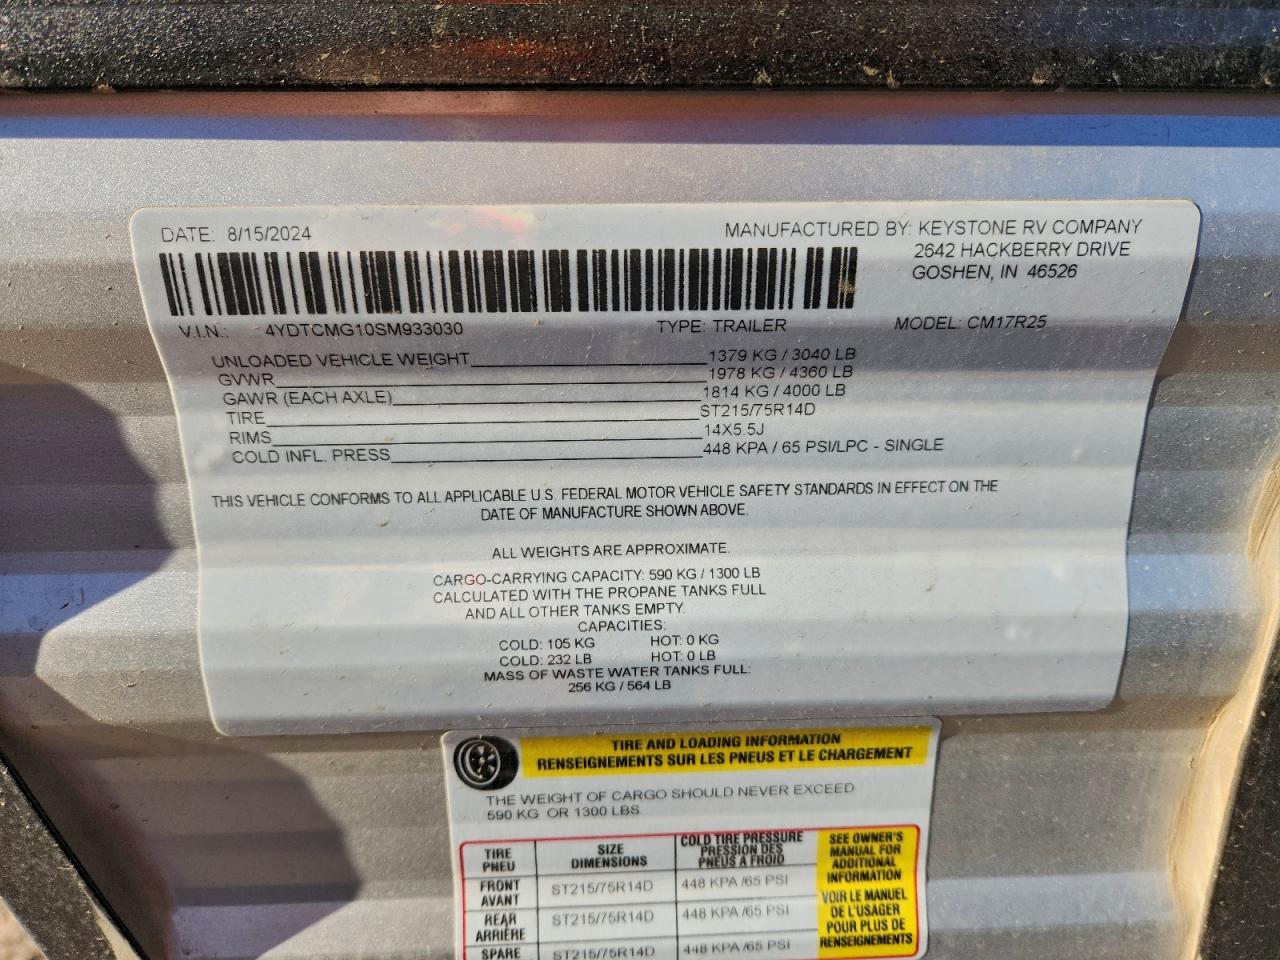 DATE: 8/15/2024
MANUFACTURED BY: KEYSTONE RV COMPANY
2642 HACKBERRY DRIVE
GOSHEN, IN 46526
V.I.N.: 4YDTCMG10SM933030 TYPE: TRAILER MODEL: CM17R25
UNLOADED VEHICLE WEIGHT 1379 KG / 3040 LB
GVWR 1978 KG / 4360 LB
GAWR (EACH AXLE) 1814 KG / 4000 LB
TIRE ST215/75R14D
RIMS 14X5.5J
COLD INFL. PRESS 448 KPA / 65 PSI/LPC - SINGLE
THIS VEHICLE CONFORMS TO ALL APPLICABLE U.S. FEDERAL MOTOR VEHICLE SAFETY STANDARDS IN EFFECT ON THE
DATE OF MANUFACTURE SHOWN ABOVE.
ALL WEIGHTS ARE APPROXIMATE.
CARGO-CARRYING CAPACITY: 590 KG / 1300 LB
CALCULATED WITH THE PROPANE TANKS FULL
AND ALL OTHER TANKS EMPTY.
CAPACITIES:
COLD: 105 KG HOT: 0 KG
COLD: 232 LB HOT: 0 LB
MASS OF WASTE WATER TANKS FULL:
256 KG / 564 LB
TIRE AND LOADING INFORMATION
RENSEIGNEMENTS SUR LES PNEUS ET LE CHARGEMENT
THE WEIGHT OF CARGO SHOULD NEVER EXCEED
590 KG OR 1300 LBS
TIRE
PNEU
SIZE
DIMENSIONS
COLD TIRE PRESSURE
PRESSION DES
PNEUS A FROID
SEE OWNER'S
MANUAL FOR
ADDITIONAL
INFORMATION
VOIR LE MANUEL
DE L'USAGER
POUR PLUS DE
RENSEIGNEMENTS
FRONT
AVANT
ST215/75R14D
448 KPA /65 PSI
REAR
ARRIÈRE
ST215/75R14D
448 KPA /65 PSI
SPARE
ST215/75R14D
448 KPA /65 PSI